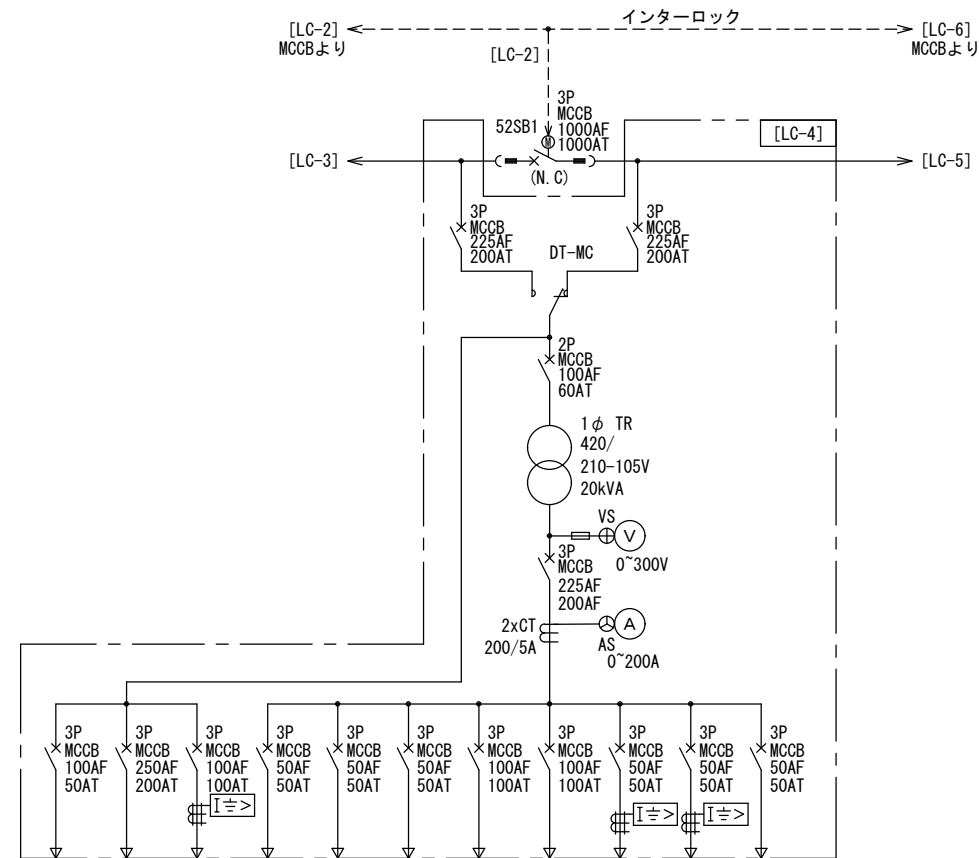 インターロック
[LC-2]
MCCBより
[LC-6]
MCCBより
[LC-2]
3P
MCCB
1000AF
1000AT
52SB1
M
[LC-4]
[LC-3]
(N.C)
[LC-5]
3P
MCCB
225AF
200AT
3P
MCCB
225AF
200AT
DT-MC
2P
MCCB
100AF
60AT
1φ TR
420/
210-105V
20kVA
VS
V
0~300V
3P
MCCB
225AF
200AF
2xCT
200/5A
A
AS
0~200A
3P
MCCB
100AF
50AT
3P
MCCB
250AF
200AT
3P
MCCB
100AF
100AT
I>
3P
MCCB
50AF
50AT
3P
MCCB
50AF
50AT
3P
MCCB
50AF
50AT
3P
MCCB
100AF
100AT
3P
MCCB
100AF
100AT
3P
MCCB
50AF
50AT
I>
3P
MCCB
50AF
50AT
I>
3P
MCCB
50AF
50AT